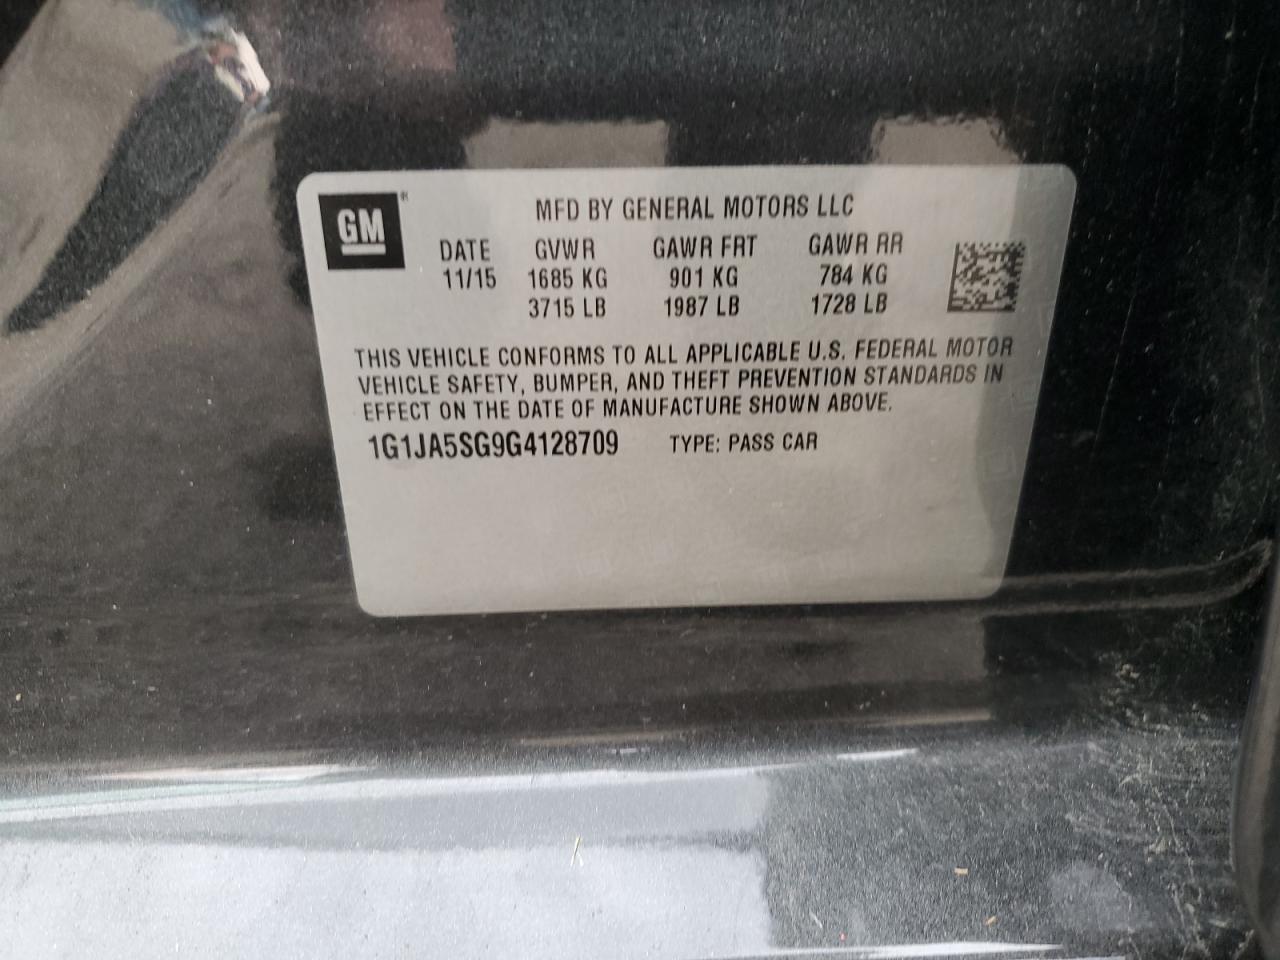 GM ®
MFD BY GENERAL MOTORS LLC
DATE GVWR GAWR FRT GAWR RR
11/15 1685 KG 901 KG 784 KG
3715 LB 1987 LB 1728 LB
THIS VEHICLE CONFORMS TO ALL APPLICABLE U.S. FEDERAL MOTOR
VEHICLE SAFETY, BUMPER, AND THEFT PREVENTION STANDARDS IN
EFFECT ON THE DATE OF MANUFACTURE SHOWN ABOVE.
1G1JA5SG9G4128709 TYPE: PASS CAR